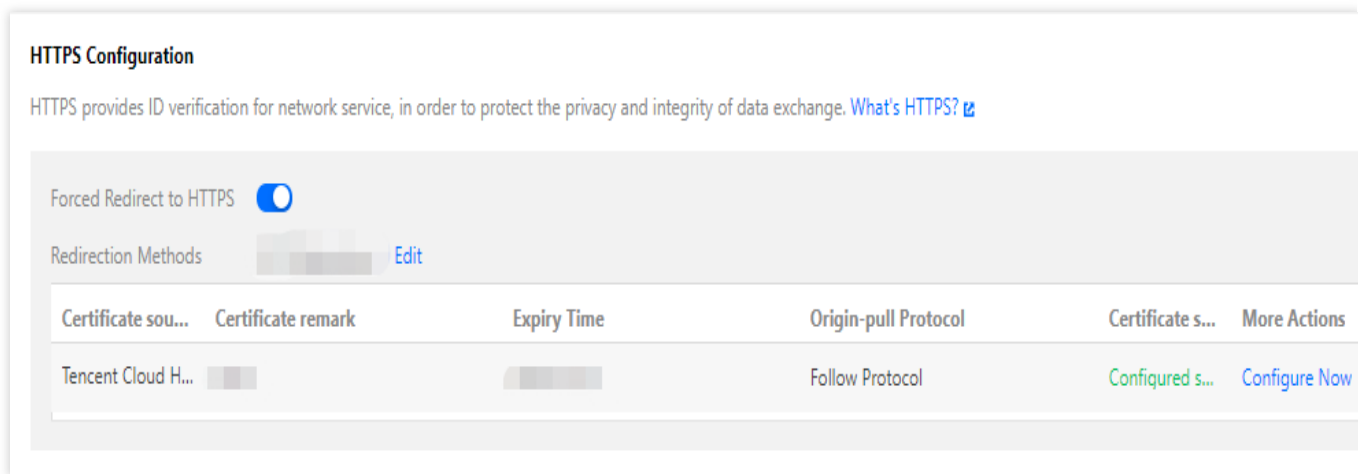 HTTPS Configuration
HTTPS provides ID verification for network service, in order to protect the privacy and integrity of data exchange. What's HTTPS?
Forced Redirect to HTTPS
Redirection Methods Edit
Certificate sou... Certificate remark Expiry Time Origin-pull Protocol Certificate s... More Actions
Tencent Cloud H... Follow Protocol Configured s... Configure Now